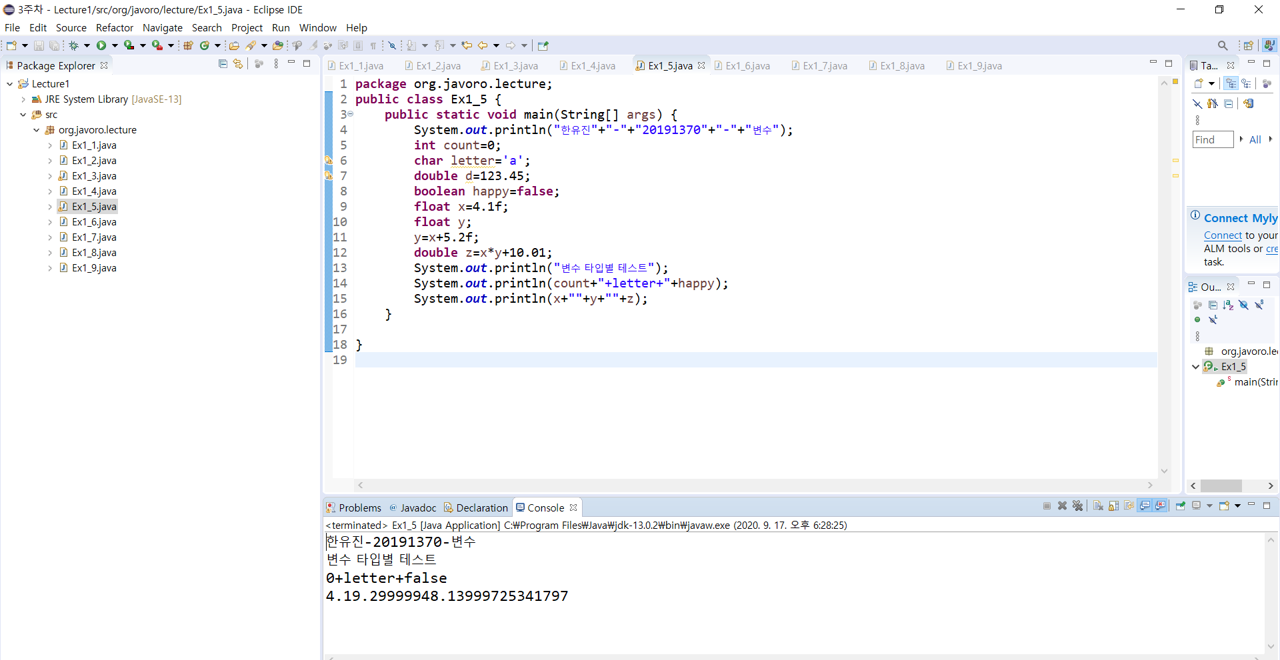 3주차 - Lecture1/src/org/javoro/lecture/Ex1_5.java - Eclipse IDE
File Edit Source Refactor Navigate Search Project Run Window Help
Package Explorer
Ex1_1.java Ex1_2.java Ex1_3.java Ex1_4.java Ex1_5.java Ex1_6.java Ex1_7.java Ex1_8.java Ex1_9.java
Ta...
Lecture1
JRE System Library [JavaSE-13]
src
org.javoro.lecture
Ex1_1.java
Ex1_2.java
Ex1_3.java
Ex1_4.java
Ex1_5.java
Ex1_6.java
Ex1_7.java
Ex1_8.java
Ex1_9.java
1 package org.javoro.lecture;
2 public class Ex1_5 {
3 public static void main(String[] args) {
4 System.out.println("한유진"+"-"+"20191370"+"-"+"변수");
5 int count=0;
6 char letter='a';
7 double d=123.45;
8 boolean happy=false;
9 float x=4.1f;
10 float y;
11 y=x+5.2f;
12 double z=x*y+10.01;
13 System.out.println("변수 타입별 테스트");
14 System.out.println(count+"+letter+"+happy);
15 System.out.println(x+""+y+""+z);
16 }
17
18 }
19
Find All
Connect Myly
Connect to your
ALM tools or cre
task.
Ou...
org.javoro.lec
Ex1_5
main(Strin
Problems Javadoc Declaration Console
<terminated> Ex1_5 [Java Application] C:₩Program Files₩Java₩jdk-13.0.2₩bin₩javaw.exe (2020. 9. 17. 오후 6:28:25)
한유진-20191370-변수
변수 타입별 테스트
0+letter+false
4.19.29999948.13999725341797